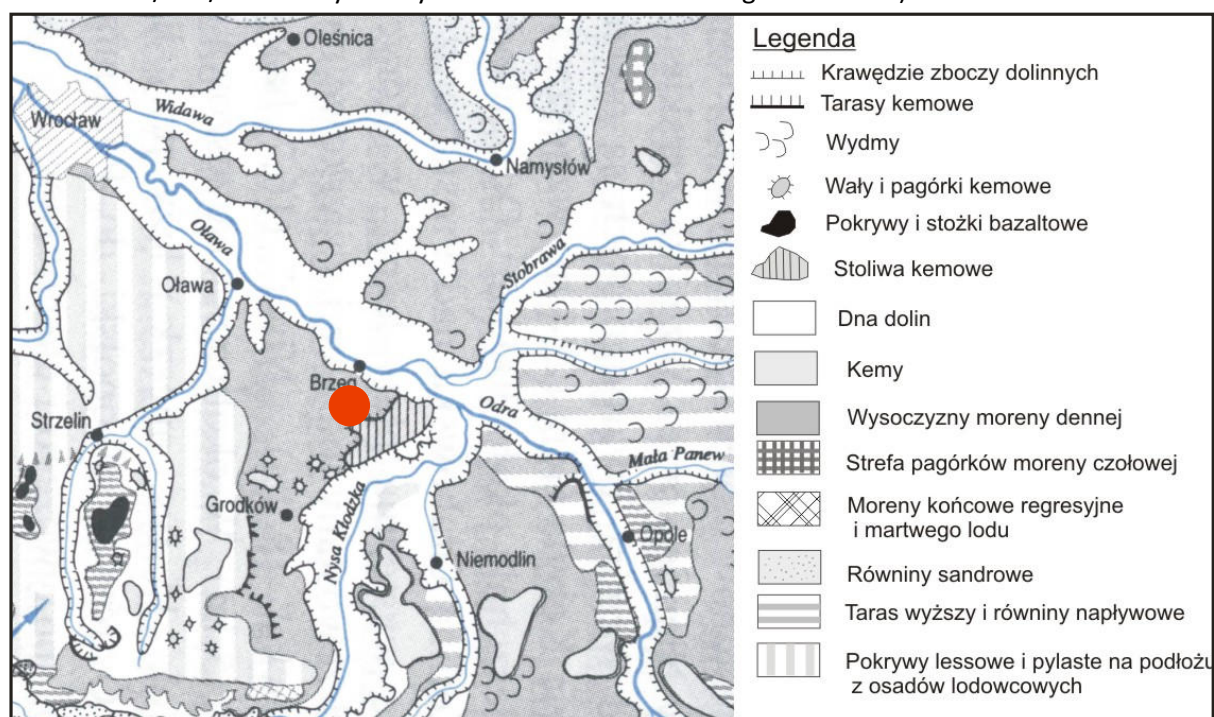 Legenda
Krawędzie zboczy dolinnych
Tarasy kemowe
Wydmy
Wały i pagórki kemowe
Pokrywy i stożki bazaltowe
Stoliwa kemowe
Dna dolin
Kemy
Wysoczyzny moreny dennej
Strefa pagórków moreny czołowej
Moreny końcowe regresyjne
i martwego lodu
Równiny sandrowe
Taras wyższy i równiny napływowe
Pokrywy lessowe i pylaste na podłożu
z osadów lodowcowych
Oleśnica
Widawa
Wrocław
Namysłów
Oława
Stobrawa
Oława
Brzeg
Odra
Strzelin
Mała Panew
Grodków
Nysa Kłodzka
Opole
Niemodlin